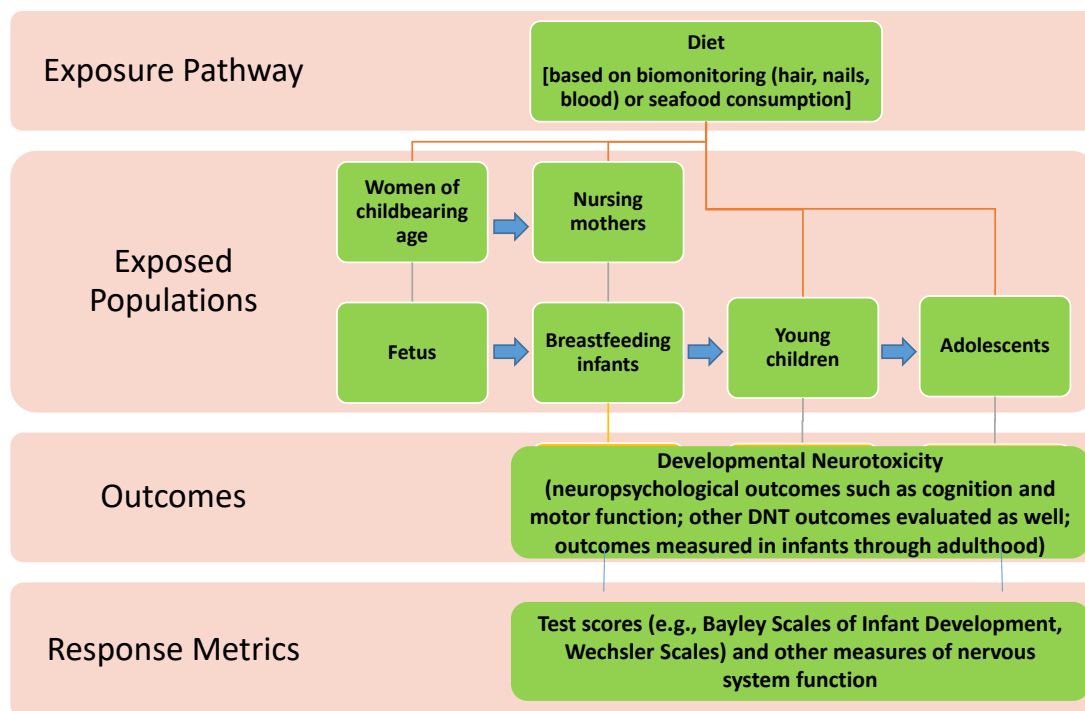 Exposure Pathway
Diet
[based on biomonitoring (hair, nails,
blood) or seafood consumption]
Exposed
Populations
Women of
childbearing
age
Nursing
mothers
Fetus
Breastfeeding
infants
Young
children
Adolescents
Outcomes
Developmental Neurotoxicity
(neuropsychological outcomes such as cognition and
motor function; other DNT outcomes evaluated as well;
outcomes measured in infants through adulthood)
Response Metrics
Test scores (e.g., Bayley Scales of Infant Development,
Wechsler Scales) and other measures of nervous
system function